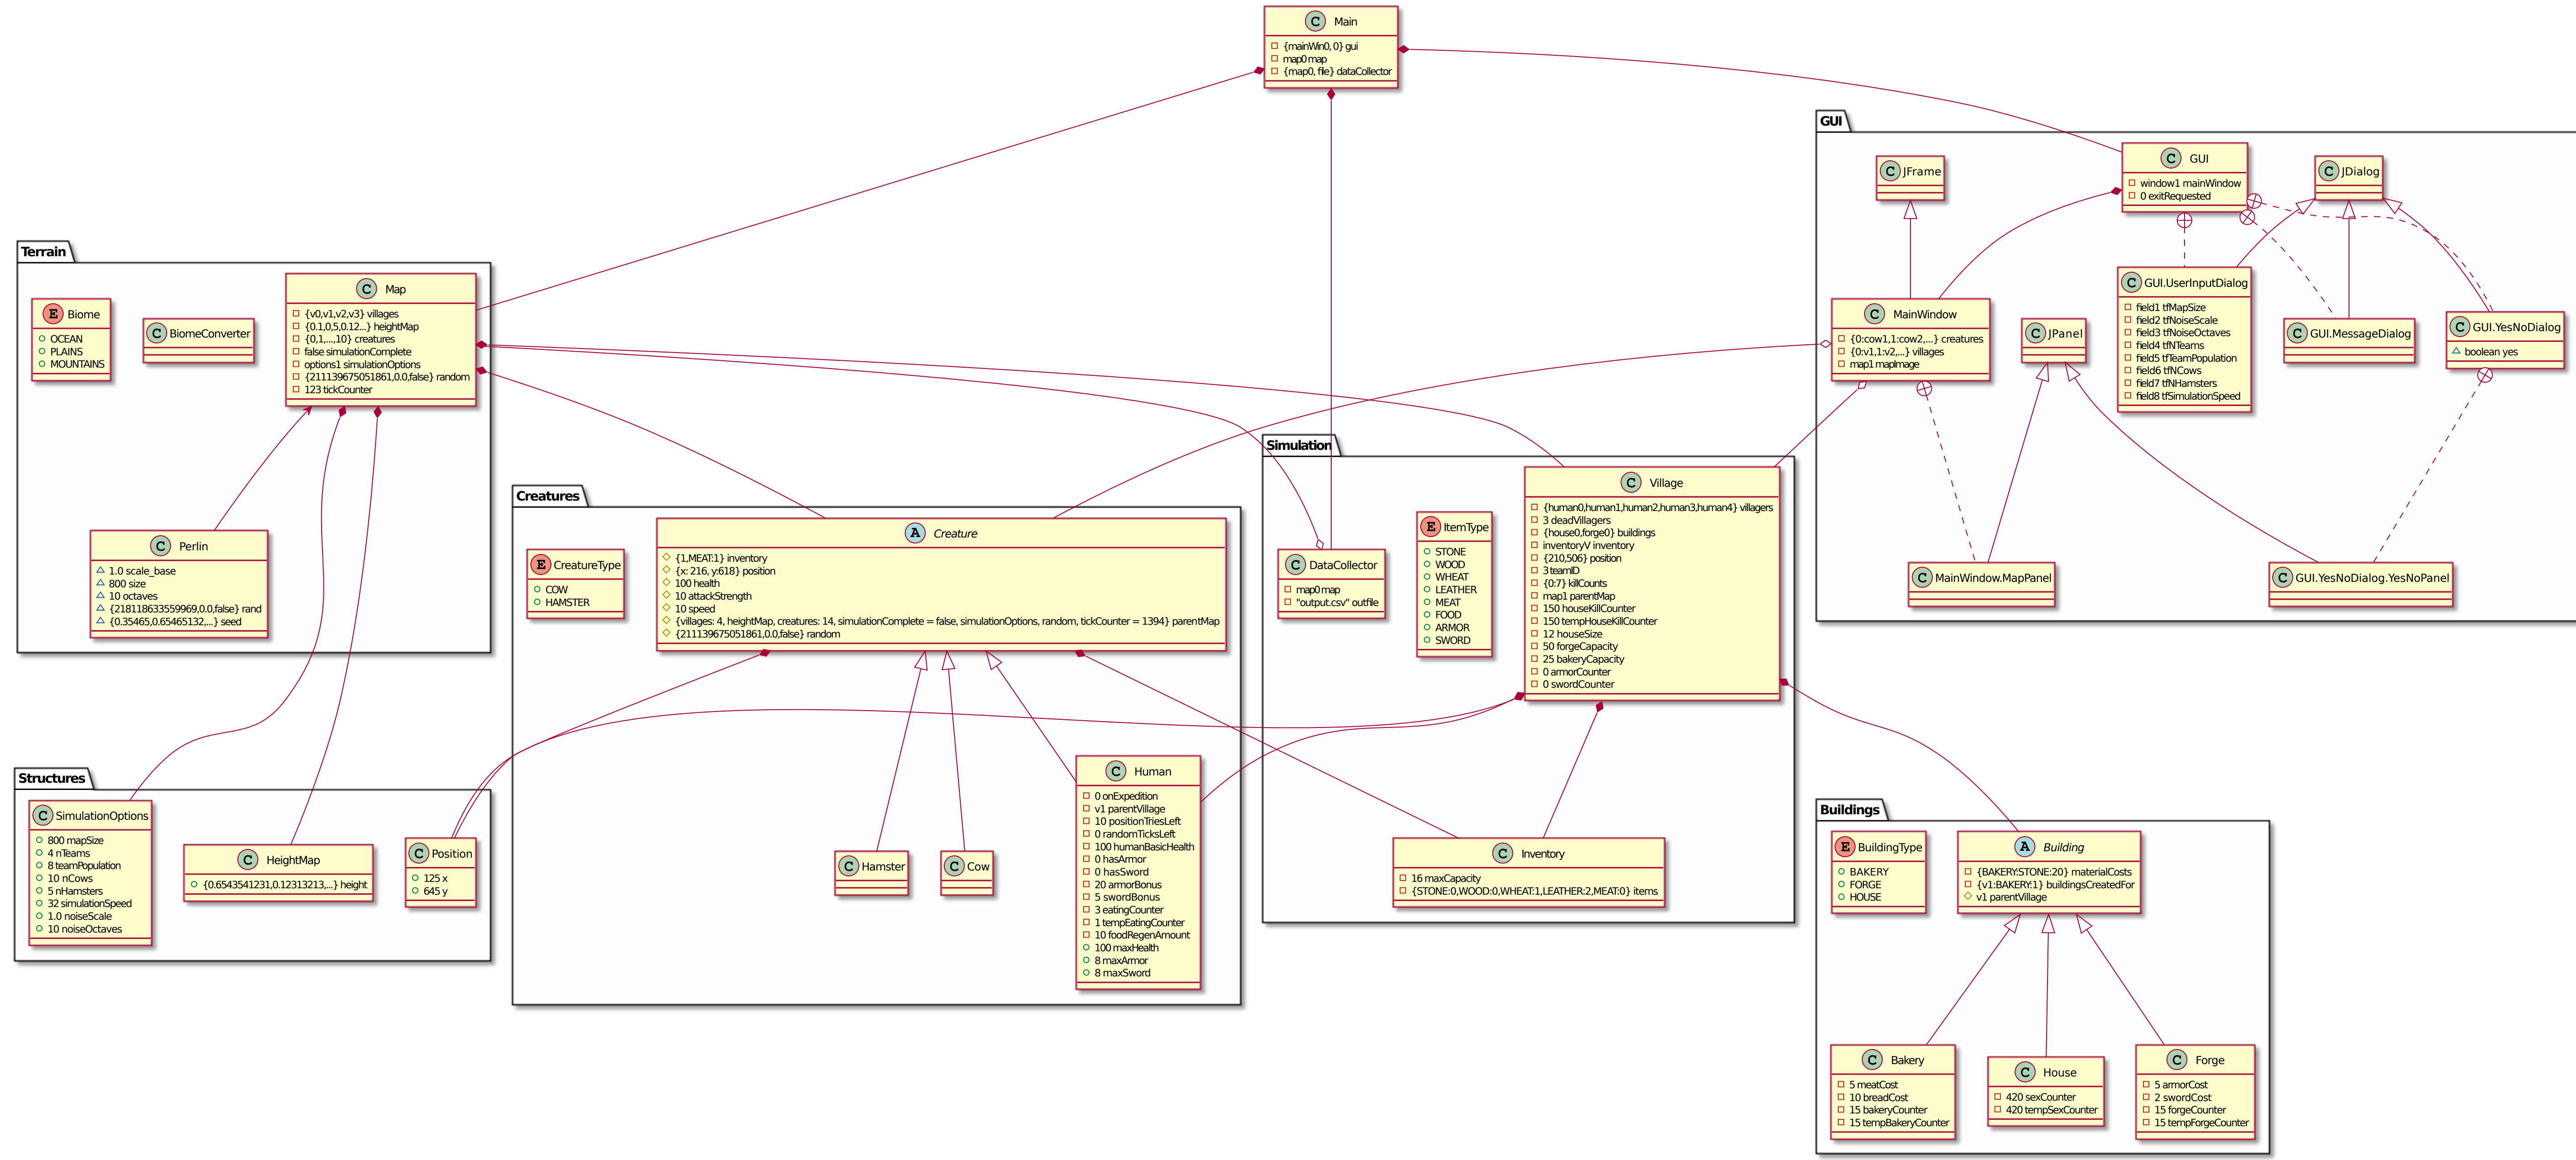 C Main
{mainWin0, 0} gui
map0 map
{map0, file} dataCollector
GUI
C JFrame
C GUI
window1 mainWindow
0 exitRequested
C JDialog
C MainWindow
{0:cow1,1:cow2,...} creatures
{0:v1,1:v2,...} villages
map1 mapImage
C JPanel
C GUI.UserInputDialog
field1 tfMapSize
field2 tfNoiseScale
field3 tfNoiseOctaves
field4 tfNTeams
field5 tfTeamPopulation
field6 tfNCows
field7 tfNHamsters
field8 tfSimulationSpeed
C GUI.MessageDialog
C GUI.YesNoDialog
boolean yes
C MainWindow.MapPanel
C GUI.YesNoDialog.YesNoPanel
Terrain
E Biome
OCEAN
PLAINS
MOUNTAINS
C BiomeConverter
C Map
{v0,v1,v2,v3} villages
{0.1,0,5,0.12...} heightMap
{0,1,...,10} creatures
false simulationComplete
options1 simulationOptions
{211139675051861,0.0,false} random
123 tickCounter
C Perlin
1.0 scale_base
800 size
10 octaves
{218118633559969,0.0,false} rand
{0.35465,0.65465132,...} seed
Creatures
E CreatureType
COW
HAMSTER
A Creature
{1,MEAT:1} inventory
{x: 216, y:618} position
100 health
10 attackStrength
10 speed
{villages: 4, heightMap, creatures: 14, simulationComplete = false, simulationOptions, random, tickCounter = 1394} parentMap
{211139675051861,0.0,false} random
C Hamster
C Cow
C Human
0 onExpedition
v1 parentVillage
10 positionTriesLeft
0 randomTicksLeft
100 humanBasicHealth
0 hasArmor
0 hasSword
20 armorBonus
5 swordBonus
3 eatingCounter
1 tempEatingCounter
10 foodRegenAmount
100 maxHealth
8 maxArmor
8 maxSword
Simulation
C DataCollector
map0 map
"output.csv" outfile
E ItemType
STONE
WOOD
WHEAT
LEATHER
MEAT
FOOD
ARMOR
SWORD
C Village
{human0,human1,human2,human3,human4} villagers
3 deadVillagers
{house0,forge0} buildings
inventoryV inventory
{210,506} position
3 teamID
{0:7} killCounts
map1 parentMap
150 houseKillCounter
150 tempHouseKillCounter
12 houseSize
50 forgeCapacity
25 bakeryCapacity
0 armorCounter
0 swordCounter
C Inventory
16 maxCapacity
{STONE:0,WOOD:0,WHEAT:1,LEATHER:2,MEAT:0} items
Structures
C SimulationOptions
800 mapSize
4 nTeams
8 teamPopulation
10 nCows
5 nHamsters
32 simulationSpeed
1.0 noiseScale
10 noiseOctaves
C HeightMap
{0.6543541231,0.12313213,...} height
C Position
125 x
645 y
Buildings
E BuildingType
BAKERY
FORGE
HOUSE
A Building
{BAKERY:STONE:20} materialCosts
{v1:BAKERY:1} buildingsCreatedFor
v1 parentVillage
C Bakery
5 meatCost
10 breadCost
15 bakeryCounter
15 tempBakeryCounter
C House
420 sexCounter
420 tempSexCounter
C Forge
5 armorCost
2 swordCost
15 forgeCounter
15 tempForgeCounter